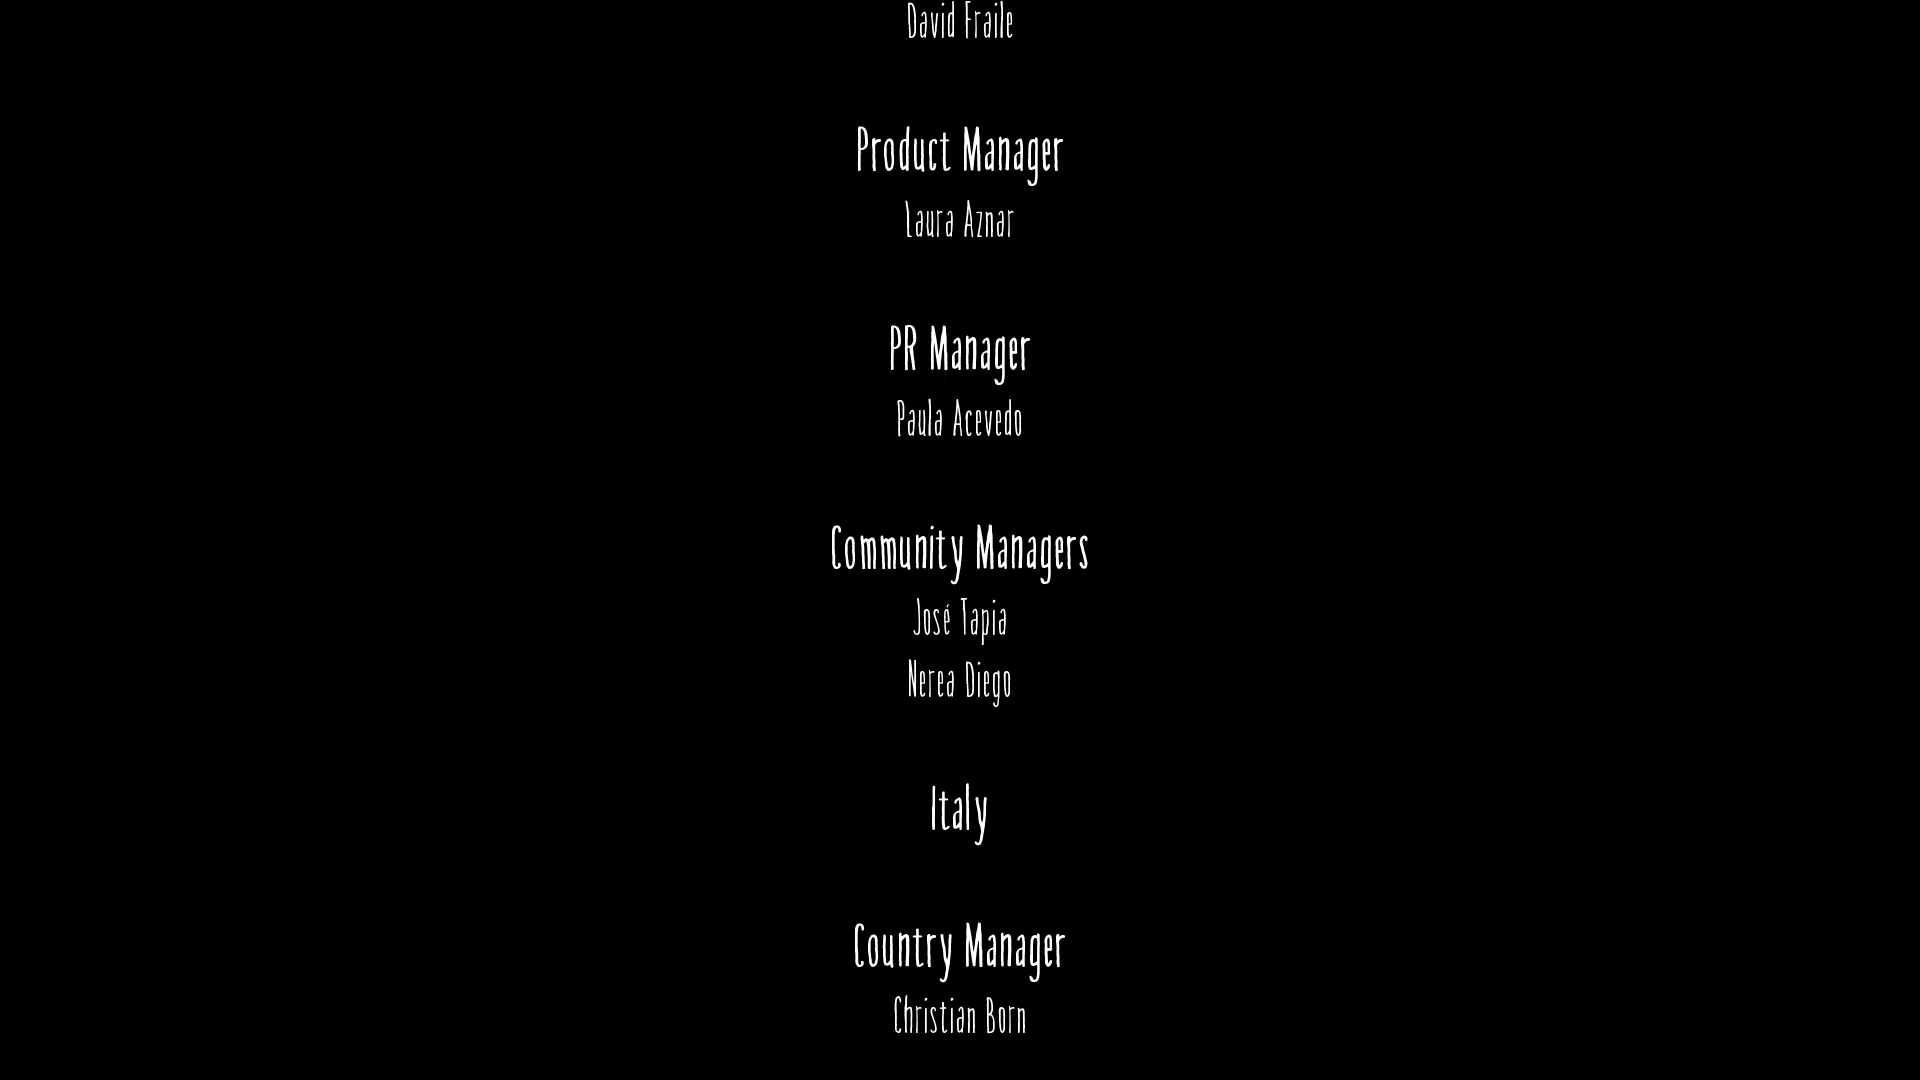 David Fraile
Product Manager
Laura Aznar
PR Manager
Paula Acevedo
Community Managers
José Tapia
Nerea Diego
Italy
Country Manager
Christian Born